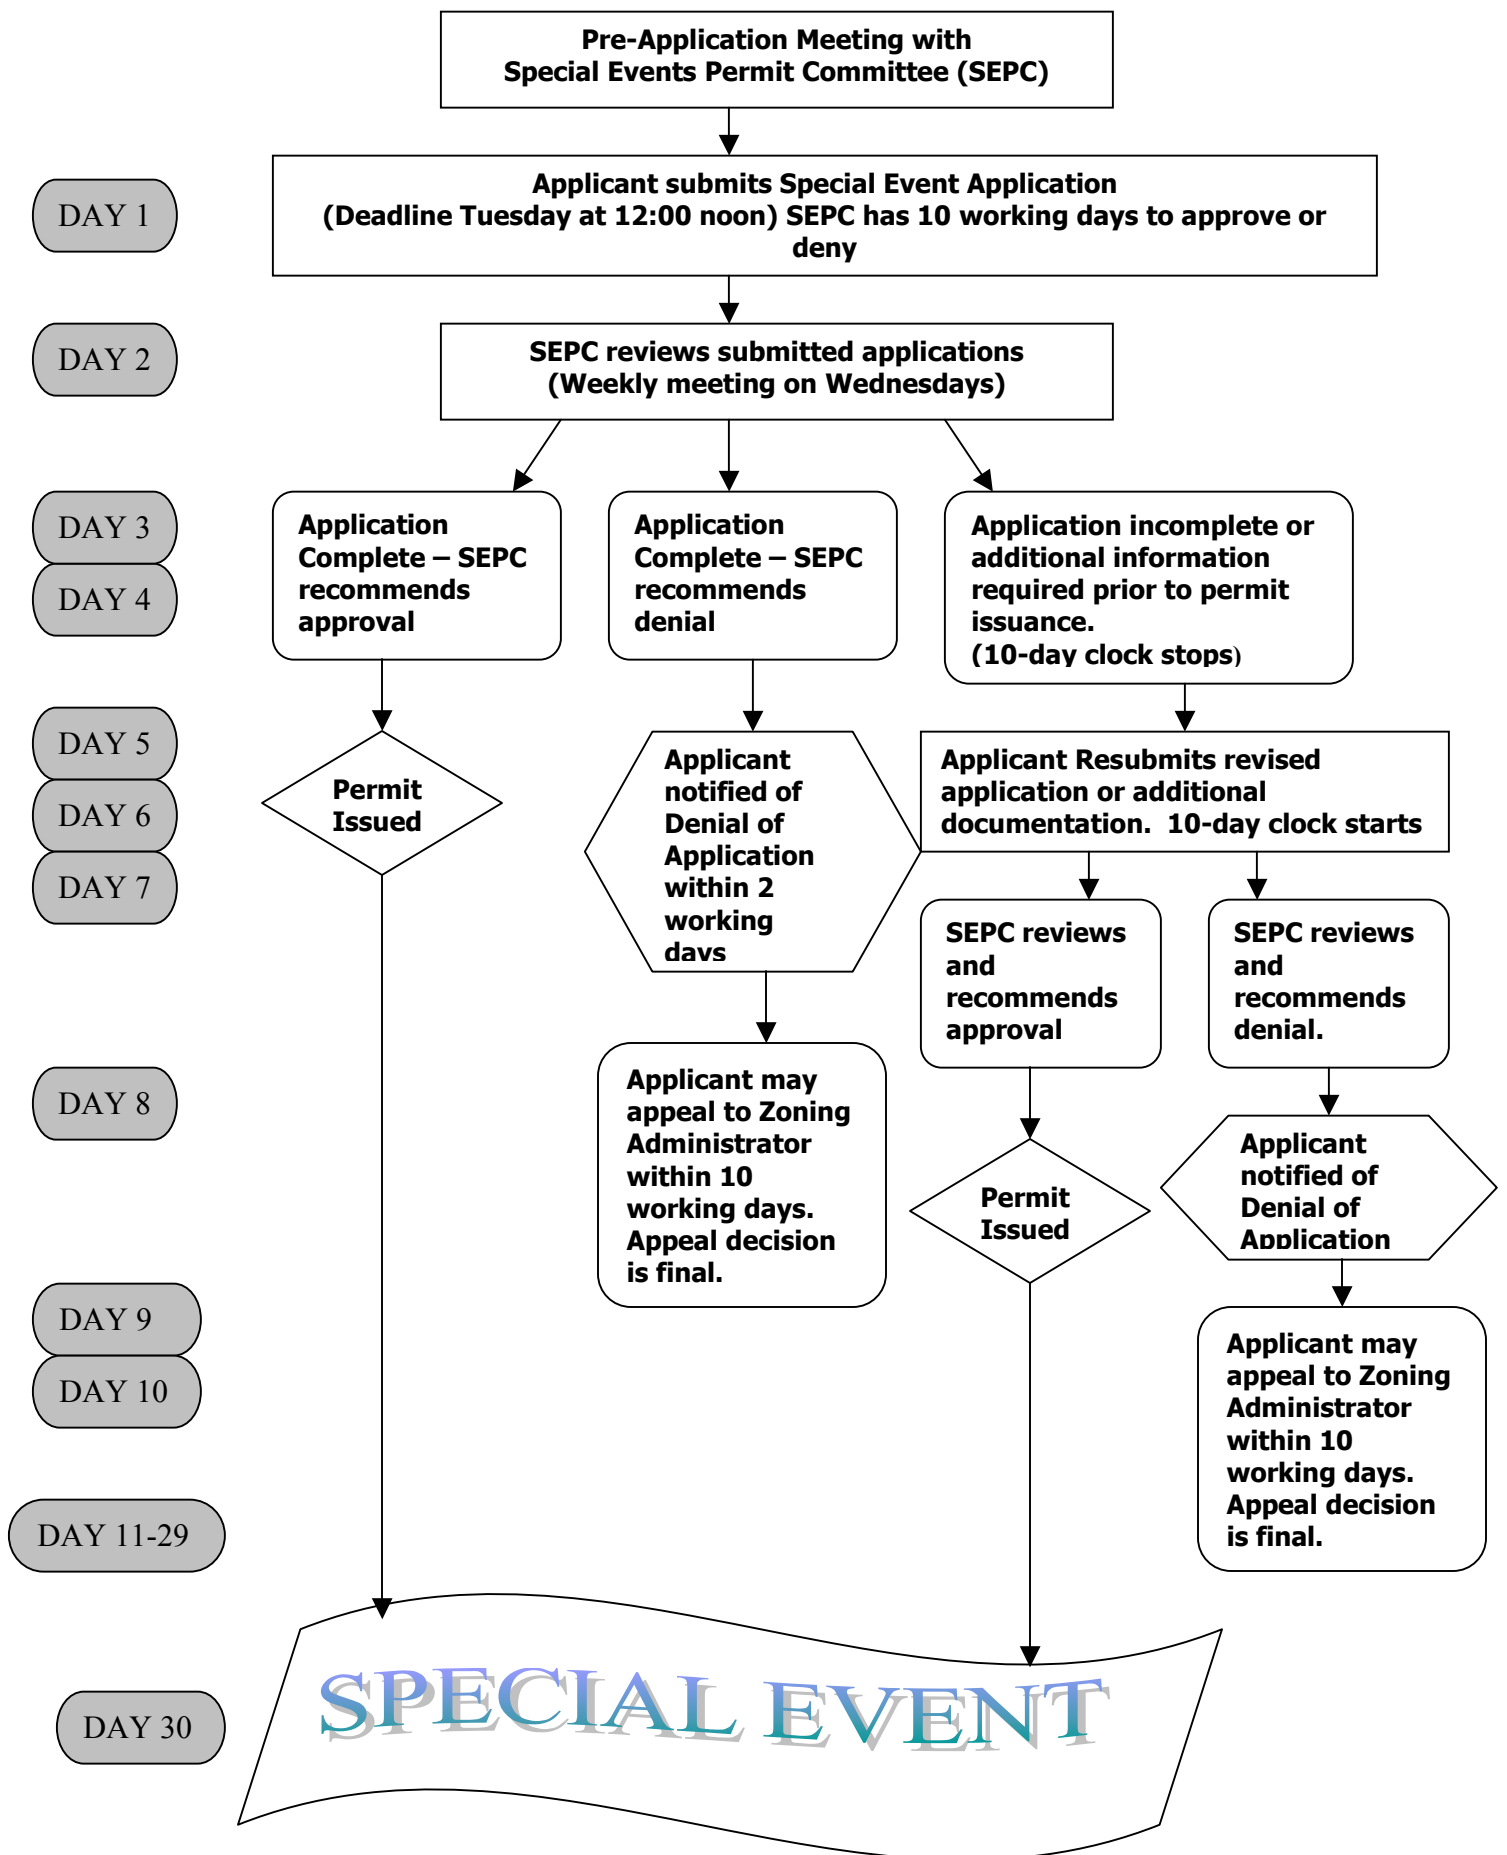 Pre-Application Meeting with
Special Events Permit Committee (SEPC)
DAY 1
Applicant submits Special Event Application
(Deadline Tuesday at 12:00 noon) SEPC has 10 working days to approve or
deny
DAY 2
SEPC reviews submitted applications
(Weekly meeting on Wednesdays)
DAY 3
DAY 4
Application
Complete – SEPC
recommends
approval
Application
Complete – SEPC
recommends
denial
Application incomplete or
additional information
required prior to permit
issuance.
(10-day clock stops)
DAY 5
DAY 6
DAY 7
Permit
Issued
Applicant
notified of
Denial of
Application
within 2
working
days
Applicant Resubmits revised
application or additional
documentation.  10-day clock starts
SEPC reviews
and
recommends
approval
SEPC reviews
and
recommends
denial.
DAY 8
Applicant may
appeal to Zoning
Administrator
within 10
working days.
Appeal decision
is final.
Permit
Issued
Applicant
notified of
Denial of
Application
DAY 9
DAY 10
Applicant may
appeal to Zoning
Administrator
within 10
working days.
Appeal decision
is final.
DAY 11-29
DAY 30
SPECIAL EVENT